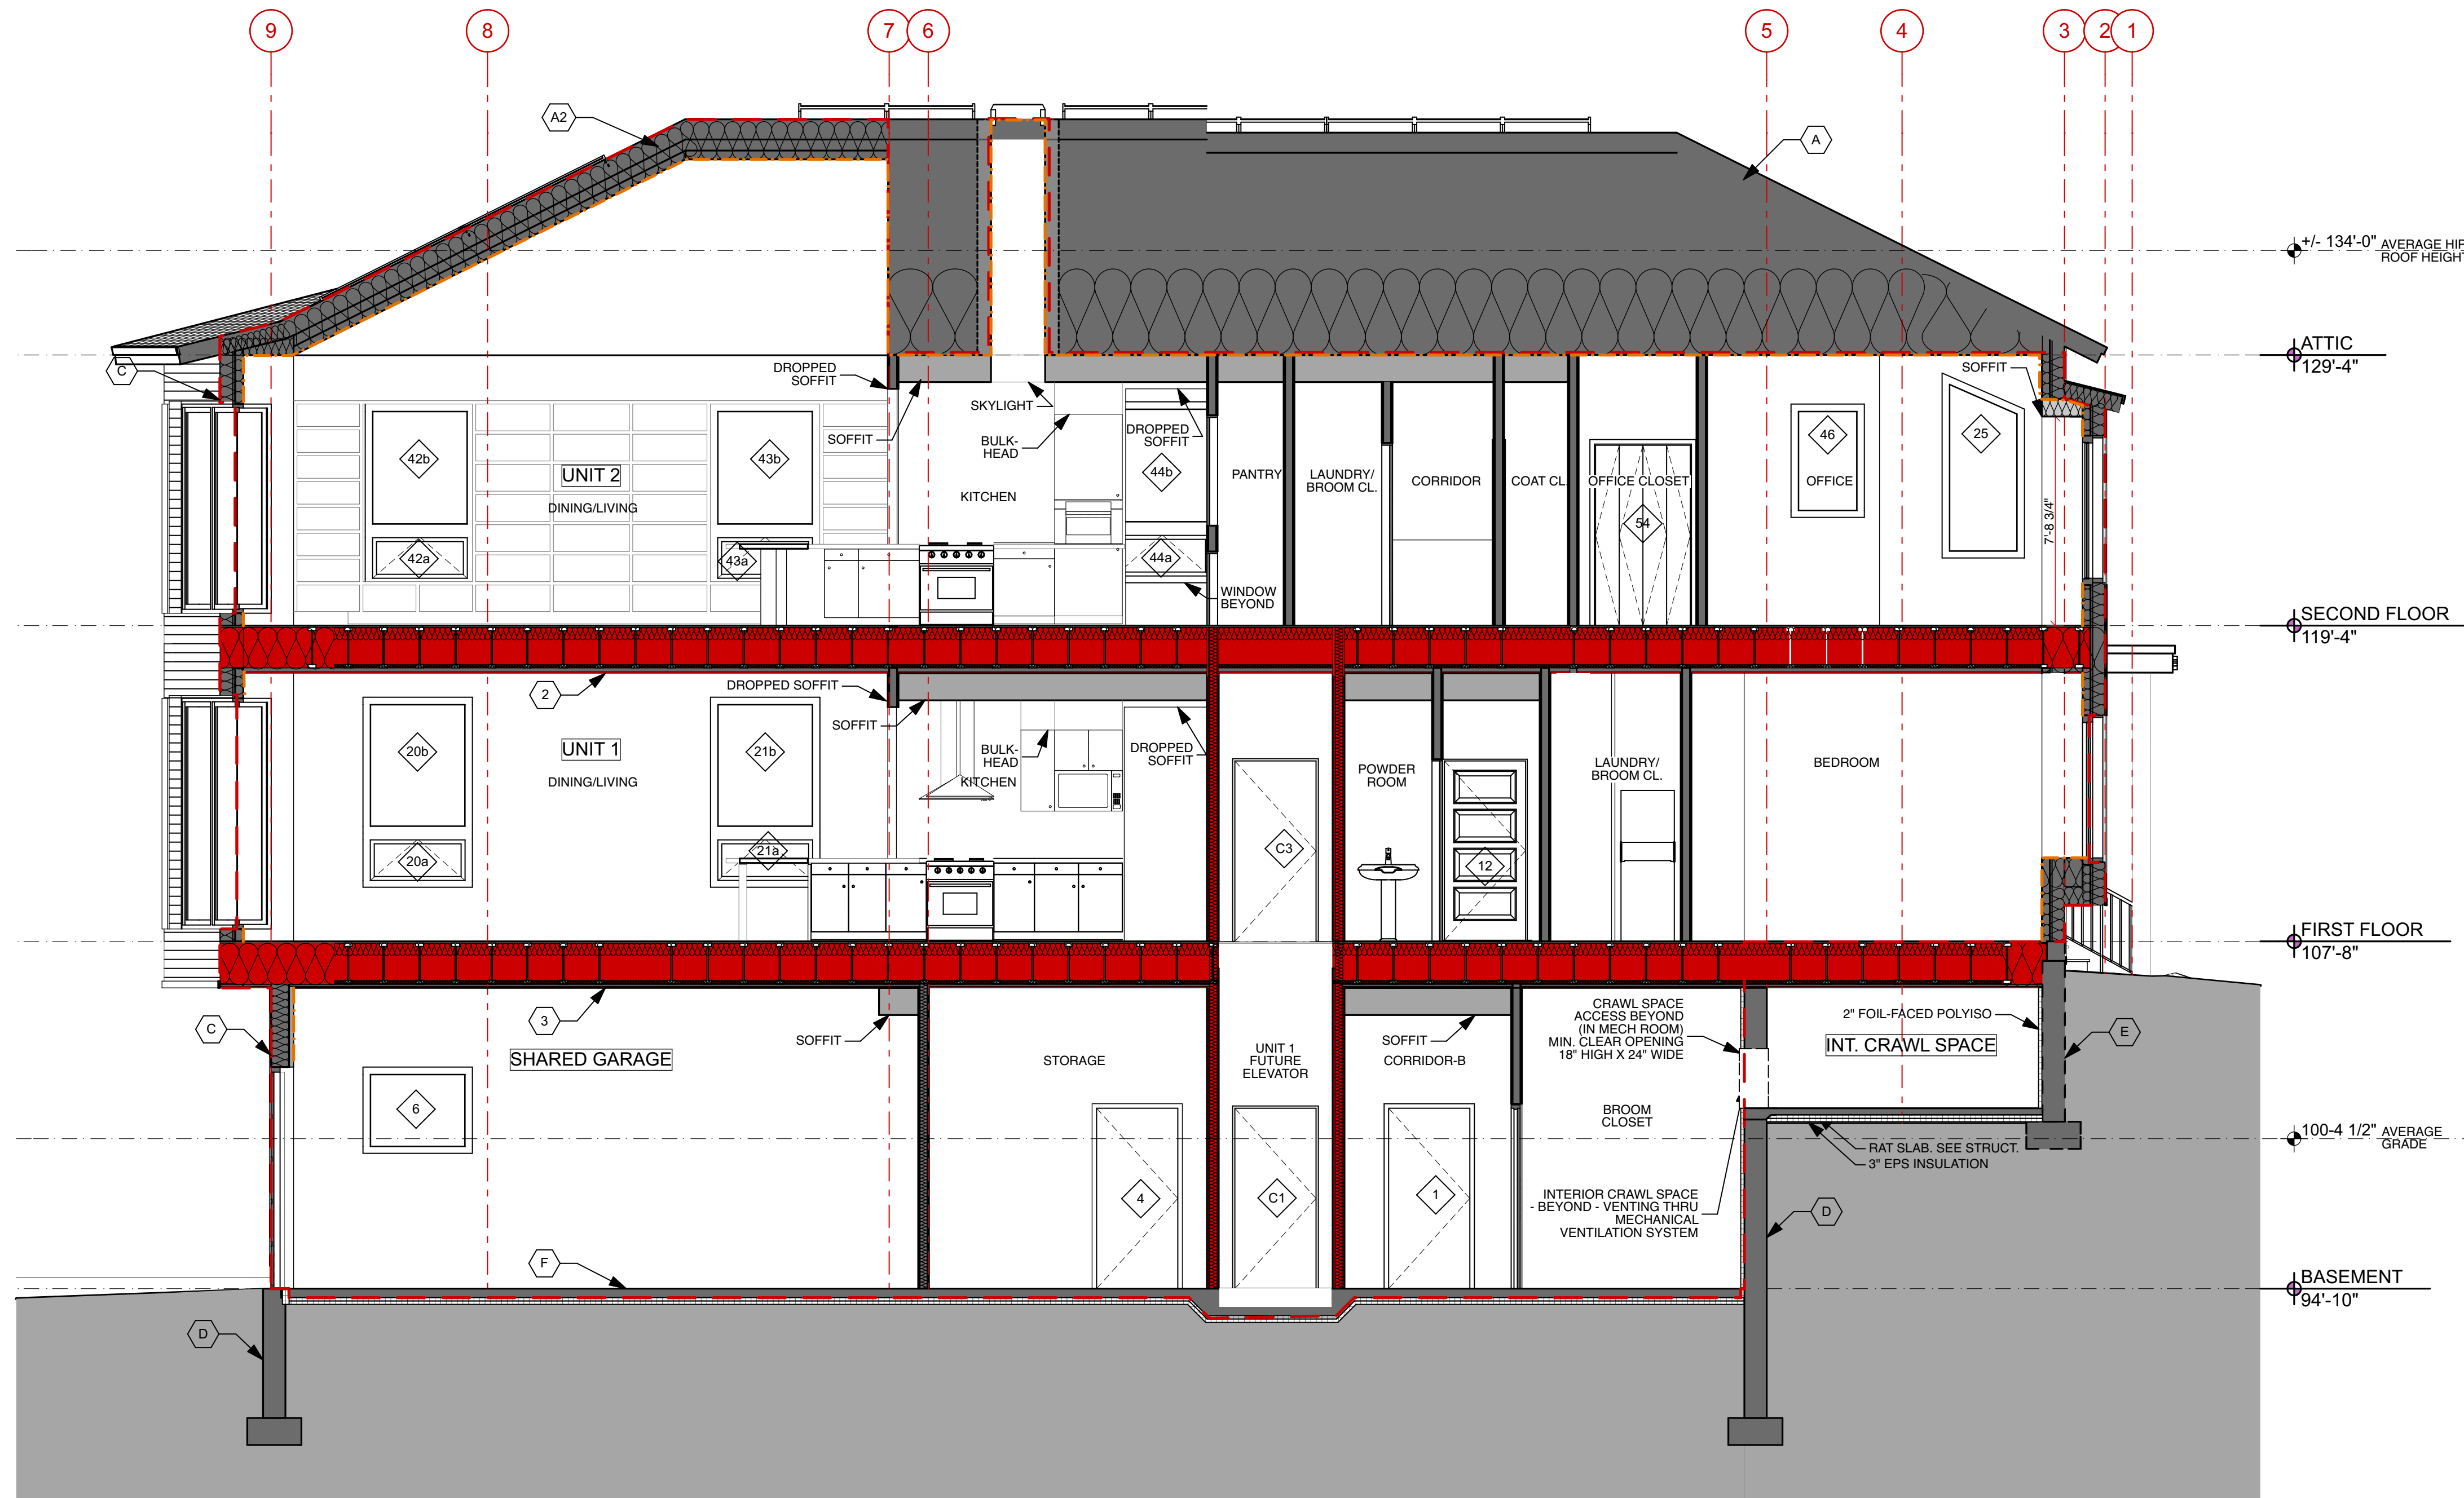 9
8
7
6
5
4
3
2
1
A2
A
+/- 134'-0" AVERAGE HIP
ROOF HEIGHT
ATTIC
129'-4"
C
DROPPED
SOFFIT
SKYLIGHT
SOFFIT
BULK-
HEAD
DROPPED
SOFFIT
SOFFIT
42b
UNIT 2
43b
44b
46
25
DINING/LIVING
KITCHEN
PANTRY
LAUNDRY/
BROOM CL.
CORRIDOR
COAT CL.
OFFICE CLOSET
OFFICE
54
7'-8 3/4"
42a
43a
44a
WINDOW
BEYOND
SECOND FLOOR
119'-4"
2
DROPPED SOFFIT
SOFFIT
20b
UNIT 1
21b
BULK-
HEAD
DROPPED
SOFFIT
DINING/LIVING
KITCHEN
POWDER
ROOM
LAUNDRY/
BROOM CL.
BEDROOM
20a
21a
C3
12
FIRST FLOOR
107'-8"
C
3
SOFFIT
SHARED GARAGE
STORAGE
UNIT 1
FUTURE
ELEVATOR
SOFFIT
CORRIDOR-B
CRAWL SPACE
ACCESS BEYOND
(IN MECH ROOM)
MIN. CLEAR OPENING
18" HIGH X 24" WIDE
2" FOIL-FACED POLYISO
INT. CRAWL SPACE
E
6
BROOM
CLOSET
100-4 1/2" AVERAGE
GRADE
RAT SLAB. SEE STRUCT.
3" EPS INSULATION
4
C1
1
INTERIOR CRAWL SPACE
- BEYOND - VENTING THRU
MECHANICAL
VENTILATION SYSTEM
D
F
BASEMENT
94'-10"
D